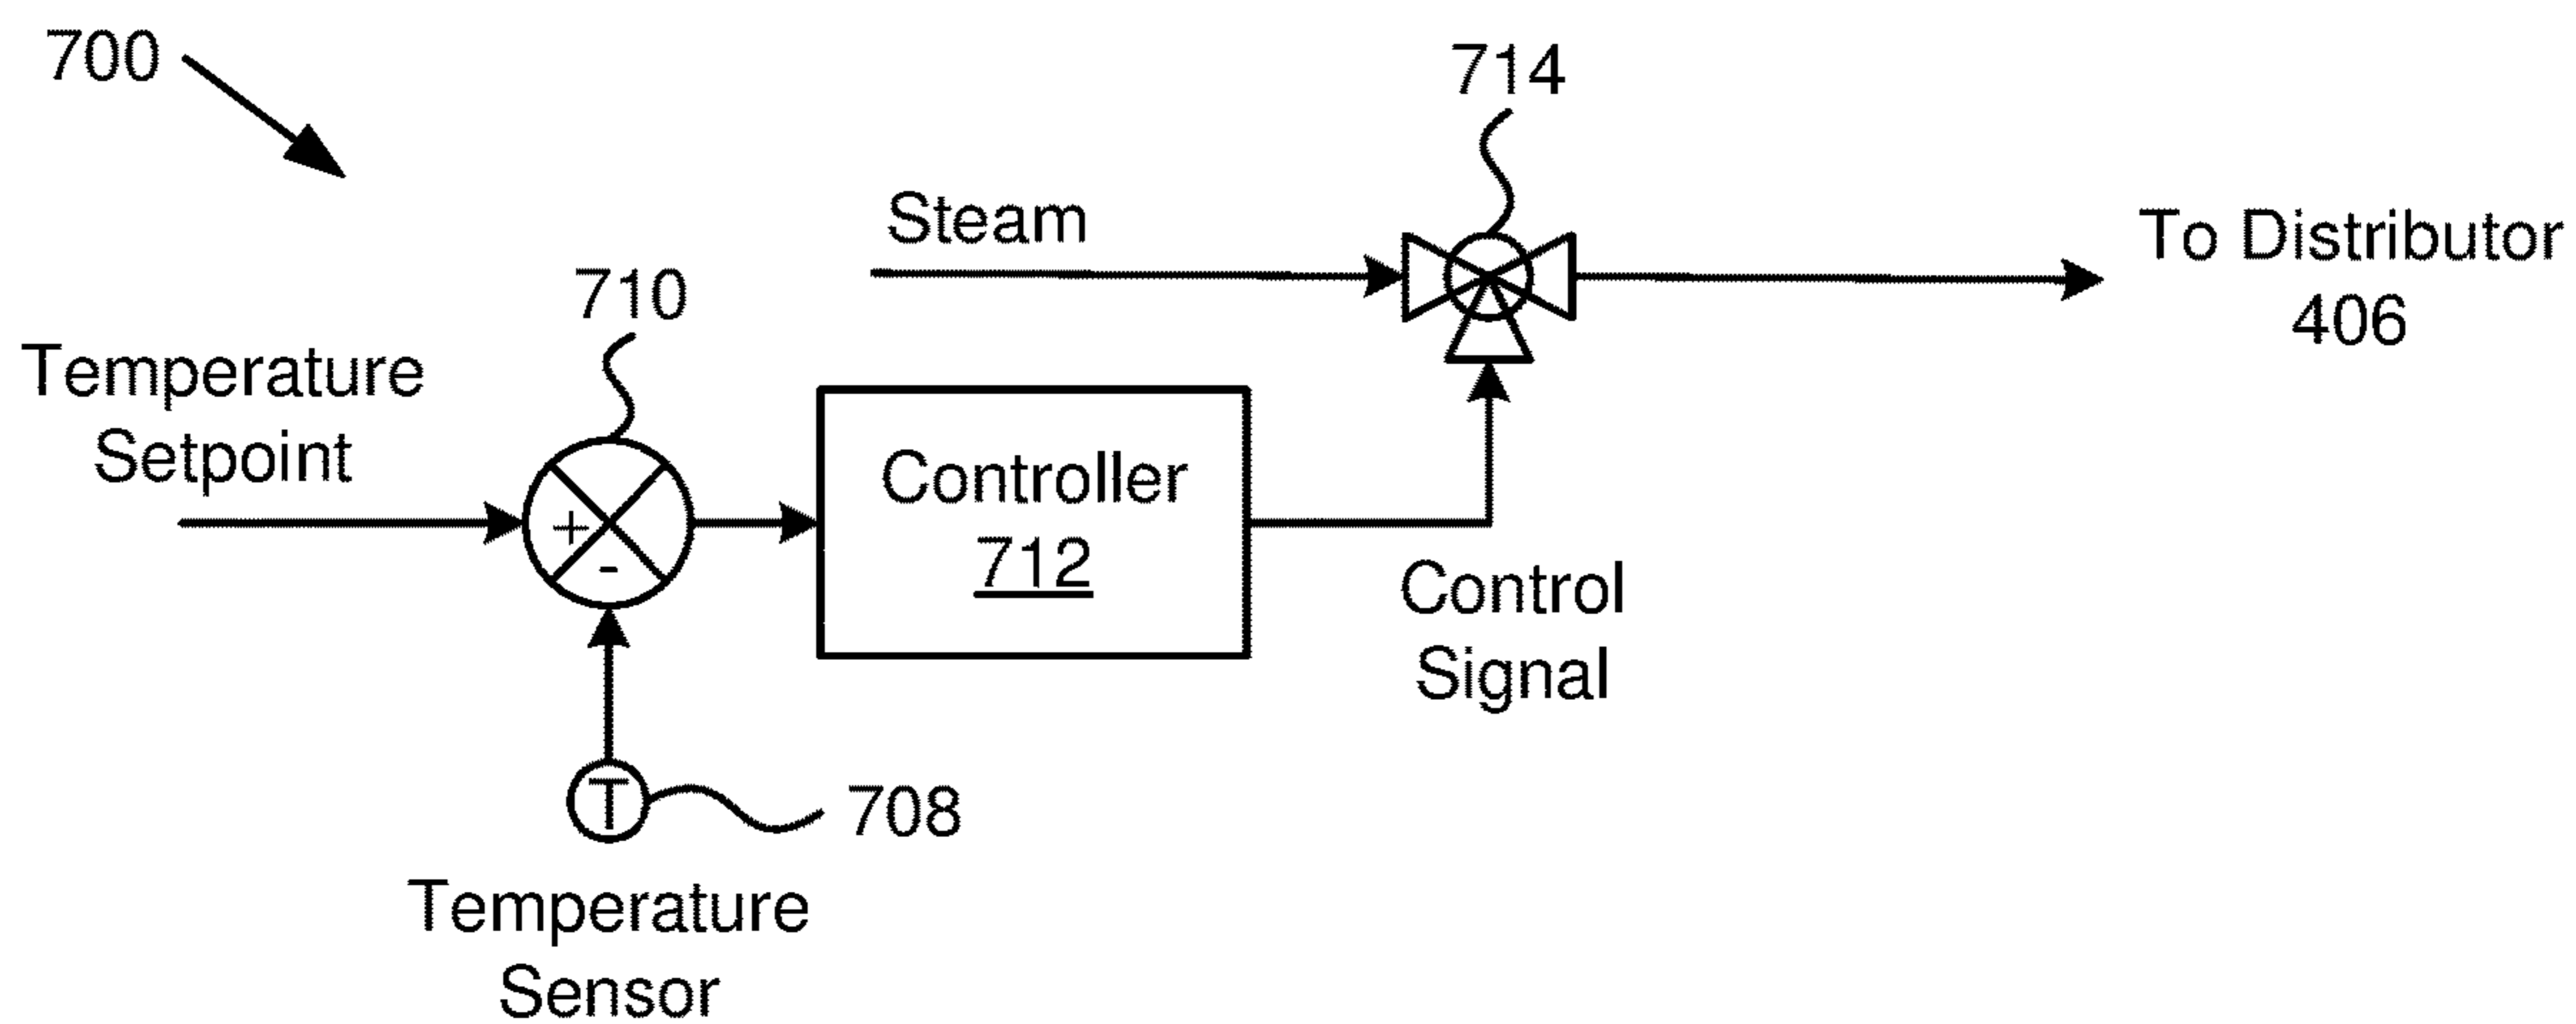 700
714
Steam
To Distributor
406
710
Temperature
Setpoint
+
-
Controller
712
Control
Signal
T
708
Temperature
Sensor